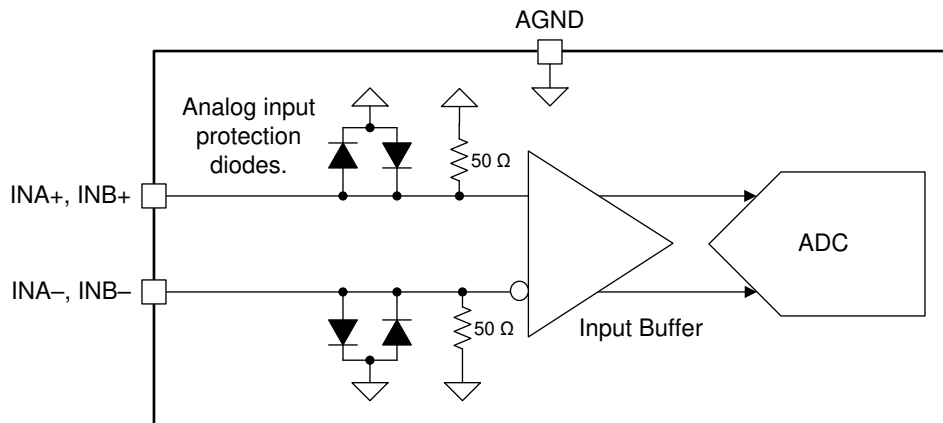 AGND
Analog input
protection
diodes.
50 Ω
INA+, INB+
ADC
INA–, INB–
50 Ω
Input Buffer